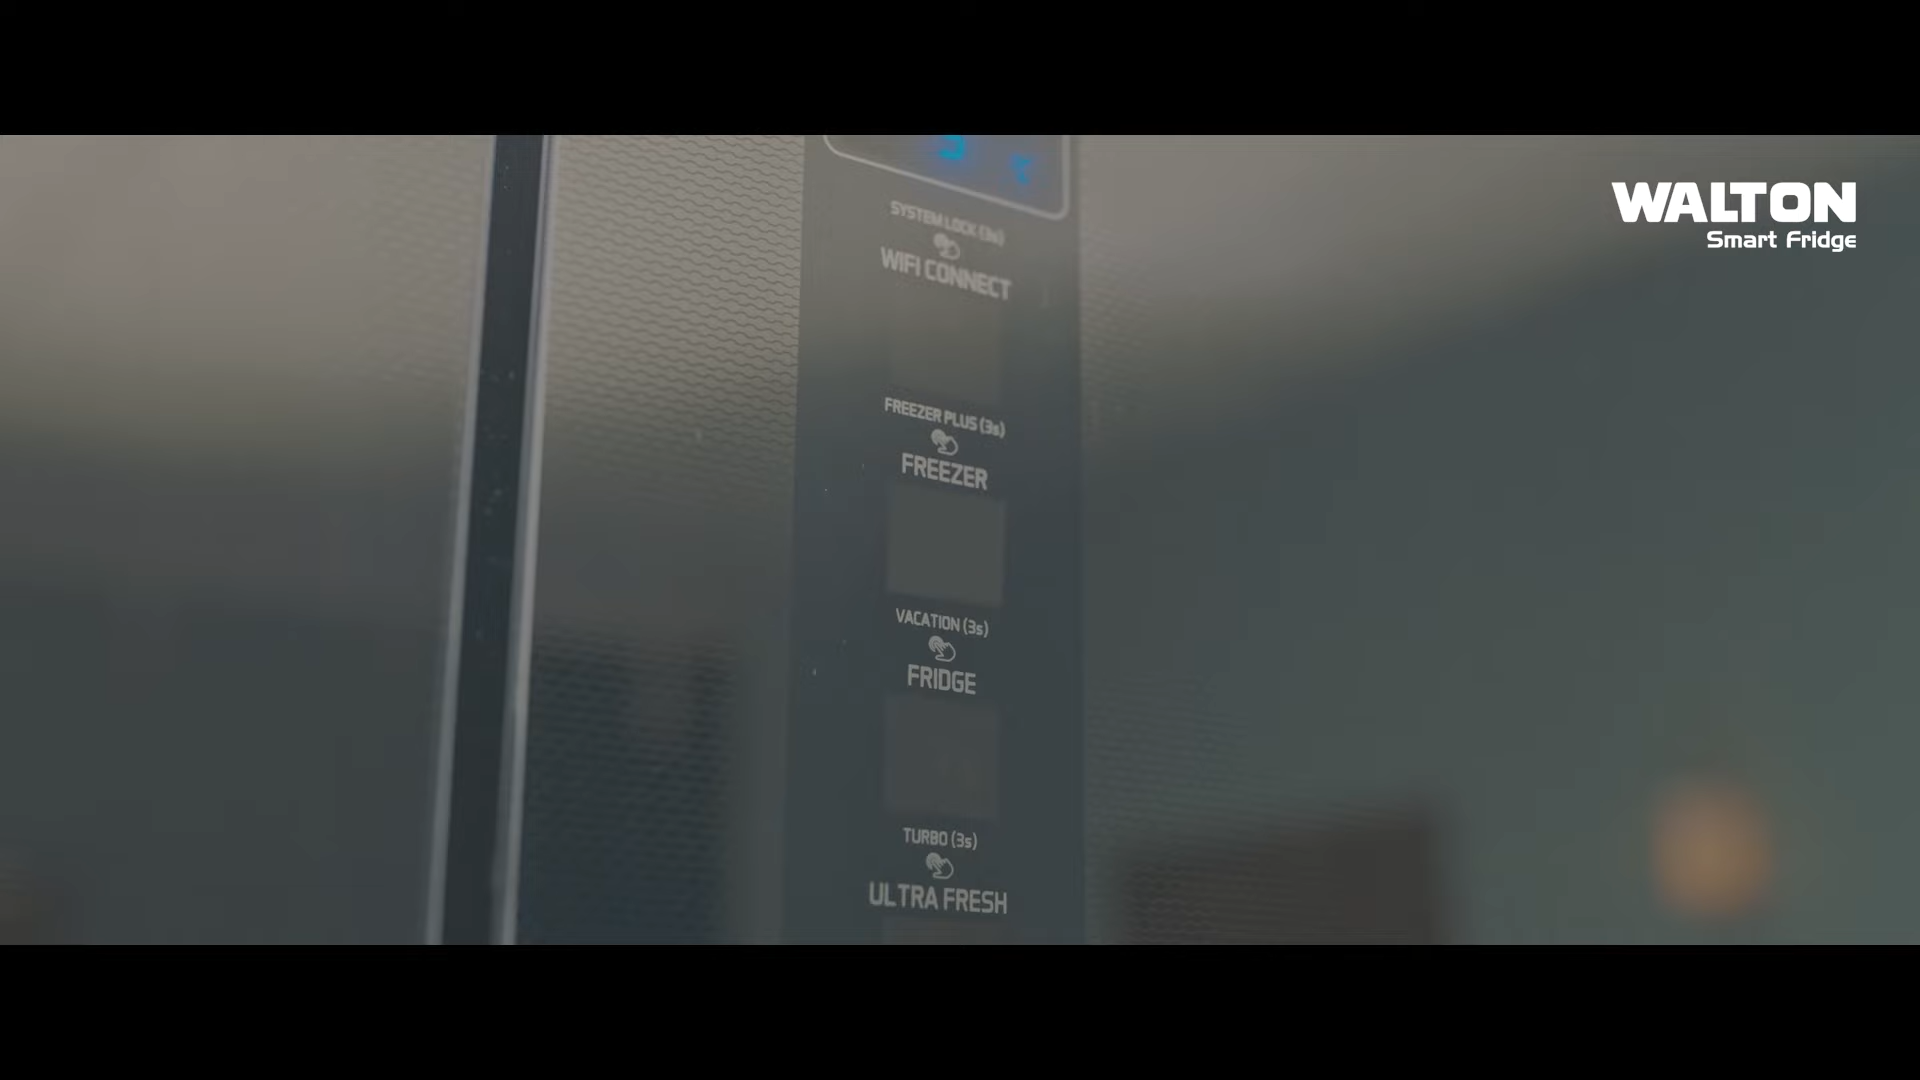 WALTON
Smart Fridge
SYSTEM LOCK (3s)
WIFI CONNECT
FREEZER PLUS (3s)
FREEZER
VACATION (3s)
FRIDGE
TURBO (3s)
ULTRA FRESH